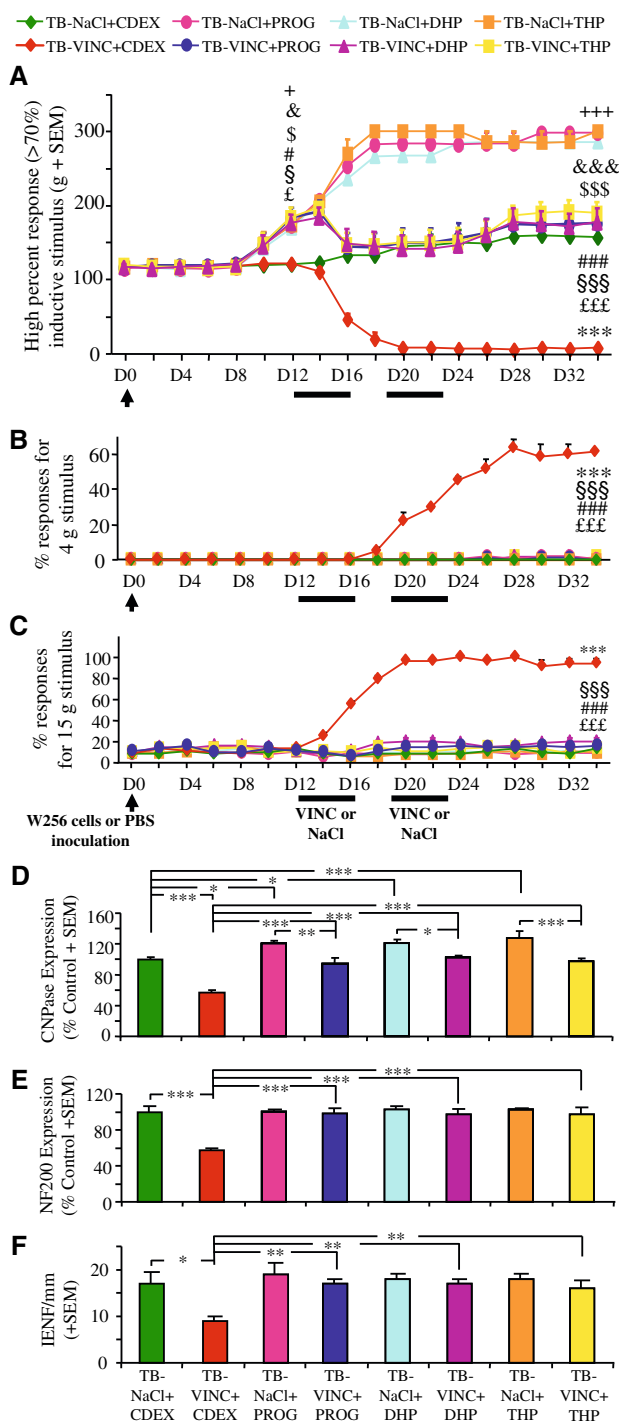 TB-NaCl+CDEX TB-NaCl+PROG TB-NaCl+DHP TB-NaCl+THP
TB-VINC+CDEX TB-VINC+PROG TB-VINC+DHP TB-VINC+THP
A
High percent response (>70%)
inductive stimulus (g + SEM)
300
200
100
0
+
&
$
#
§
£
+++
&&&
$$$
###
§§§
£££
***
D0 D4 D8 D12 D16 D20 D24 D28 D32
B
% responses for
4 g stimulus
60
40
20
0
***
§§§
###
£££
D0 D4 D8 D12 D16 D20 D24 D28 D32
C
% responses
for 15 g stimulus
100
80
60
40
20
0
***
§§§
###
£££
D0 D4 D8 D12 D16 D20 D24 D28 D32
W256 cells or PBS
inoculation
VINC or
NaCl
VINC or
NaCl
D
CNPase Expression
(% Control + SEM)
160
120
80
40
0
***
*
*
***
***
***
***
**
*
***
E
NF200 Expression
(% Control +SEM)
120
80
40
0
***
***
***
***
F
IENF/mm
(+SEM)
20
10
0
*
**
**
**
TB-
NaCl+
CDEX
TB-
VINC+
CDEX
TB-
NaCl+
PROG
TB-
VINC+
PROG
TB-
NaCl+
DHP
TB-
VINC+
DHP
TB-
NaCl+
THP
TB-
VINC+
THP